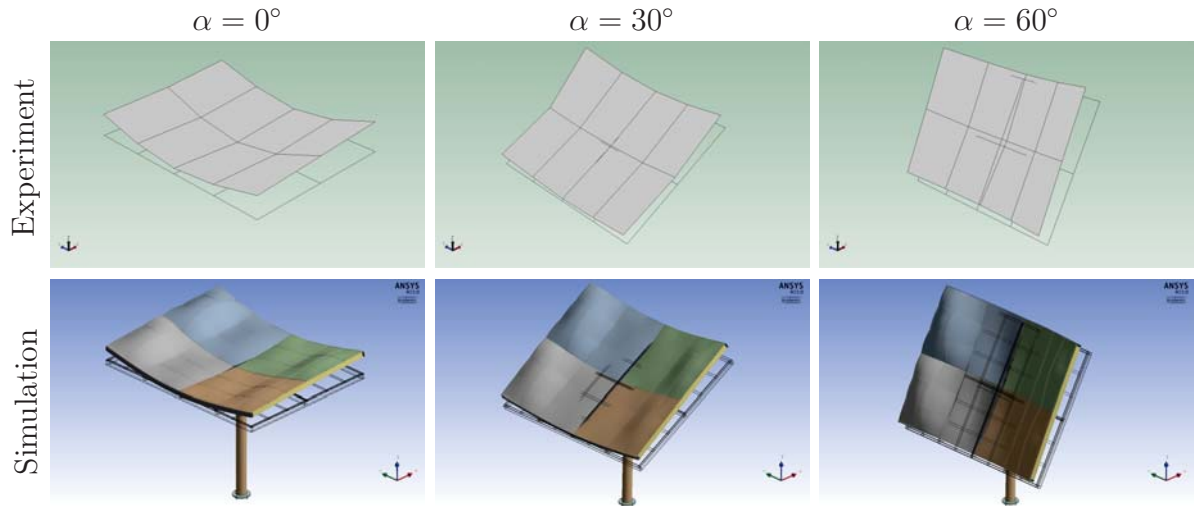 α = 0° α = 30° α = 60°
Experiment
Simulation
ANSYS
ANSYS
ANSYS